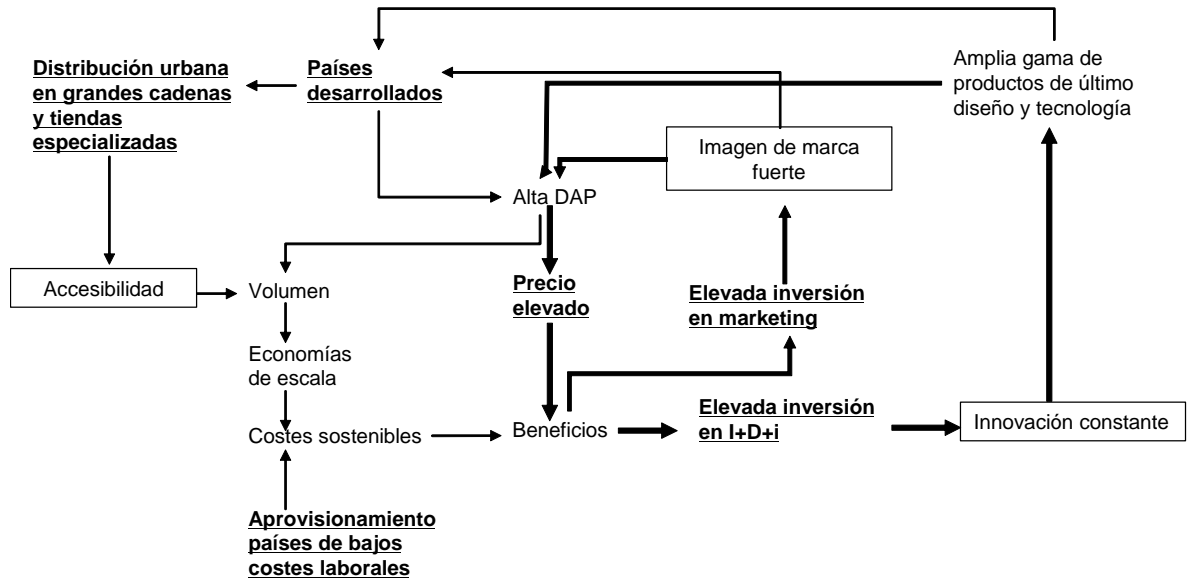 Distribución urbana
en grandes cadenas
y tiendas
especializadas
Países
desarrollados
Amplia gama de
productos de último
diseño y tecnología
Imagen de marca
fuerte
Alta DAP
Accesibilidad
Volumen
Precio
elevado
Elevada inversión
en marketing
Economías
de escala
Costes sostenibles
Beneficios
Elevada inversión
en I+D+i
Innovación constante
Aprovisionamiento
países de bajos
costes laborales